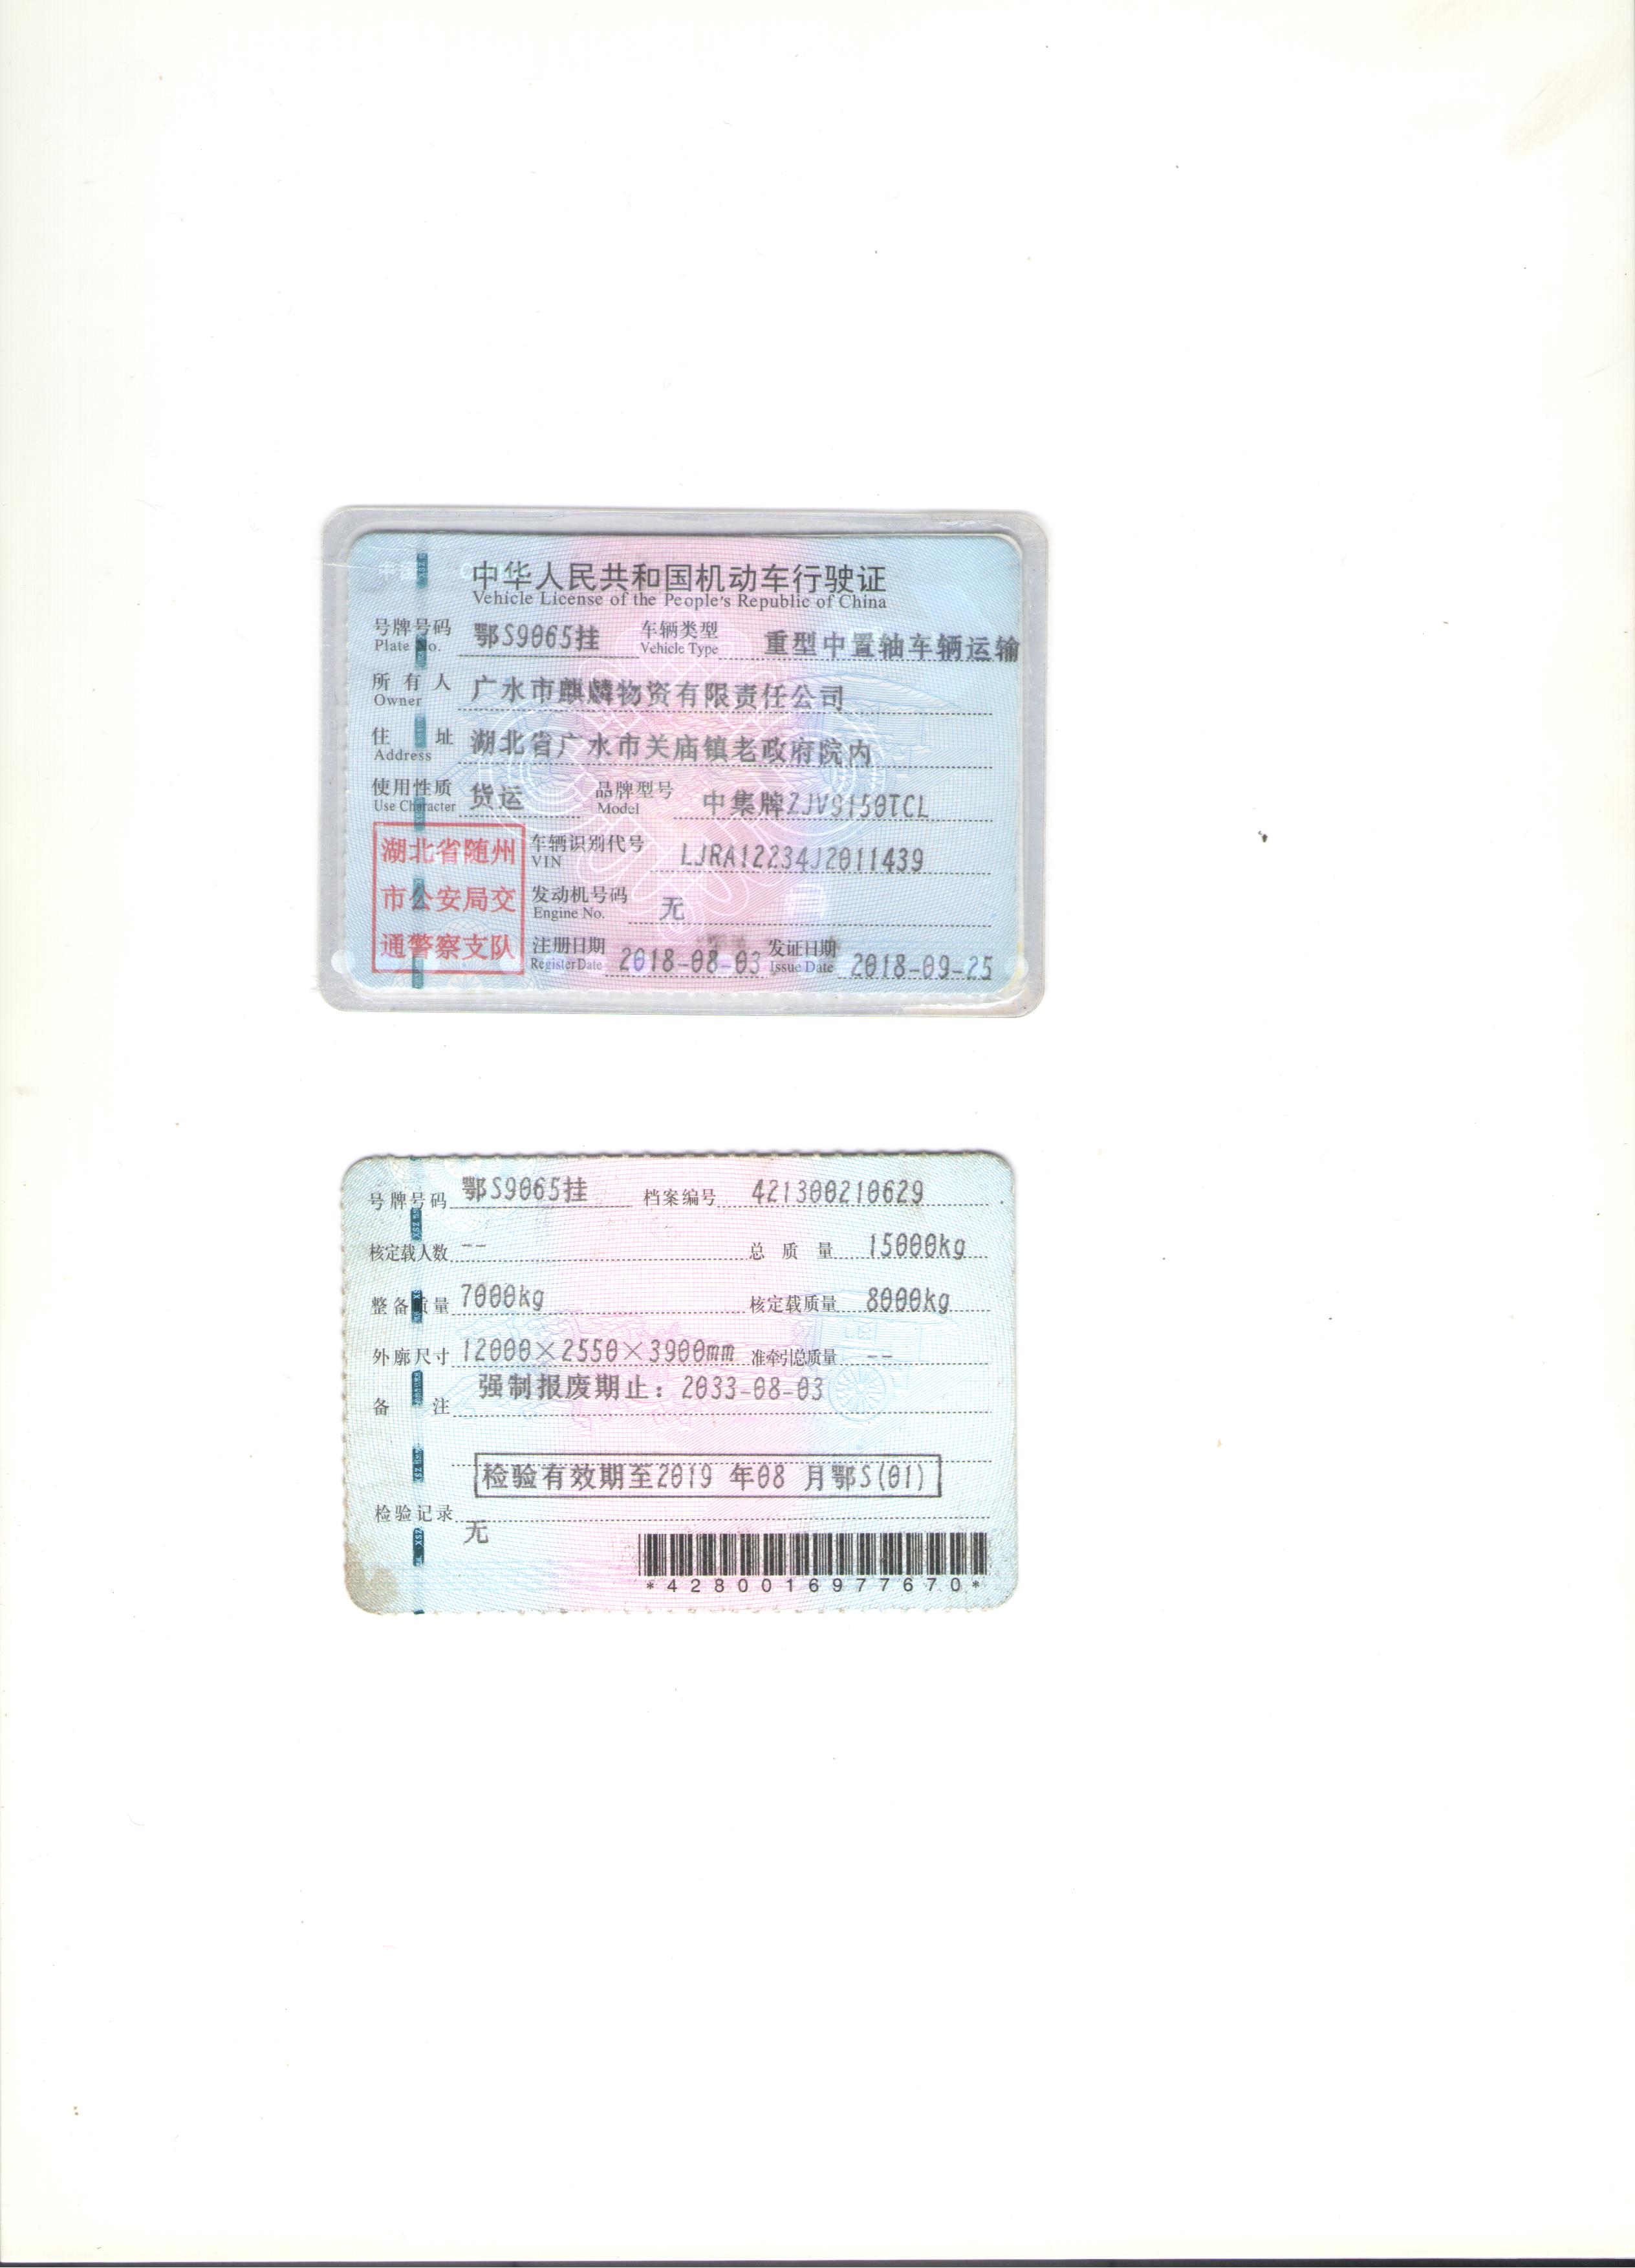 中华人民共和国机动车行驶证
Vehicle License of the People's Republic of China
号牌号码 鄂S9065挂 车辆类型 重型中置轴车辆运输
Plate No. Vehicle Type
所有人 广水市麒麟物资有限责任公司
Owner
住址 湖北省广水市关庙镇老政府院内
Address
使用性质 货运 品牌型号 中集牌ZJV9150TCL
Use Character Model
湖北省随州
市公安局交
通警察支队
车辆识别代号 LJRA12234J2011439
VIN
发动机号码 无
Engine No.
注册日期 2018-08-03 发证日期 2018-09-25
Register Date Issue Date
号牌号码 鄂S9065挂 档案编号 421300210629
核定载人数 -- 总质量 15000kg
整备质量 7000kg 核定载质量 8000kg
外廓尺寸 12000×2550×3900mm 准牵引总质量 --
备注 强制报废期止：2033-08-03
检验有效期至2019 年08 月鄂S(01)
检验记录
无
*4280016977670*